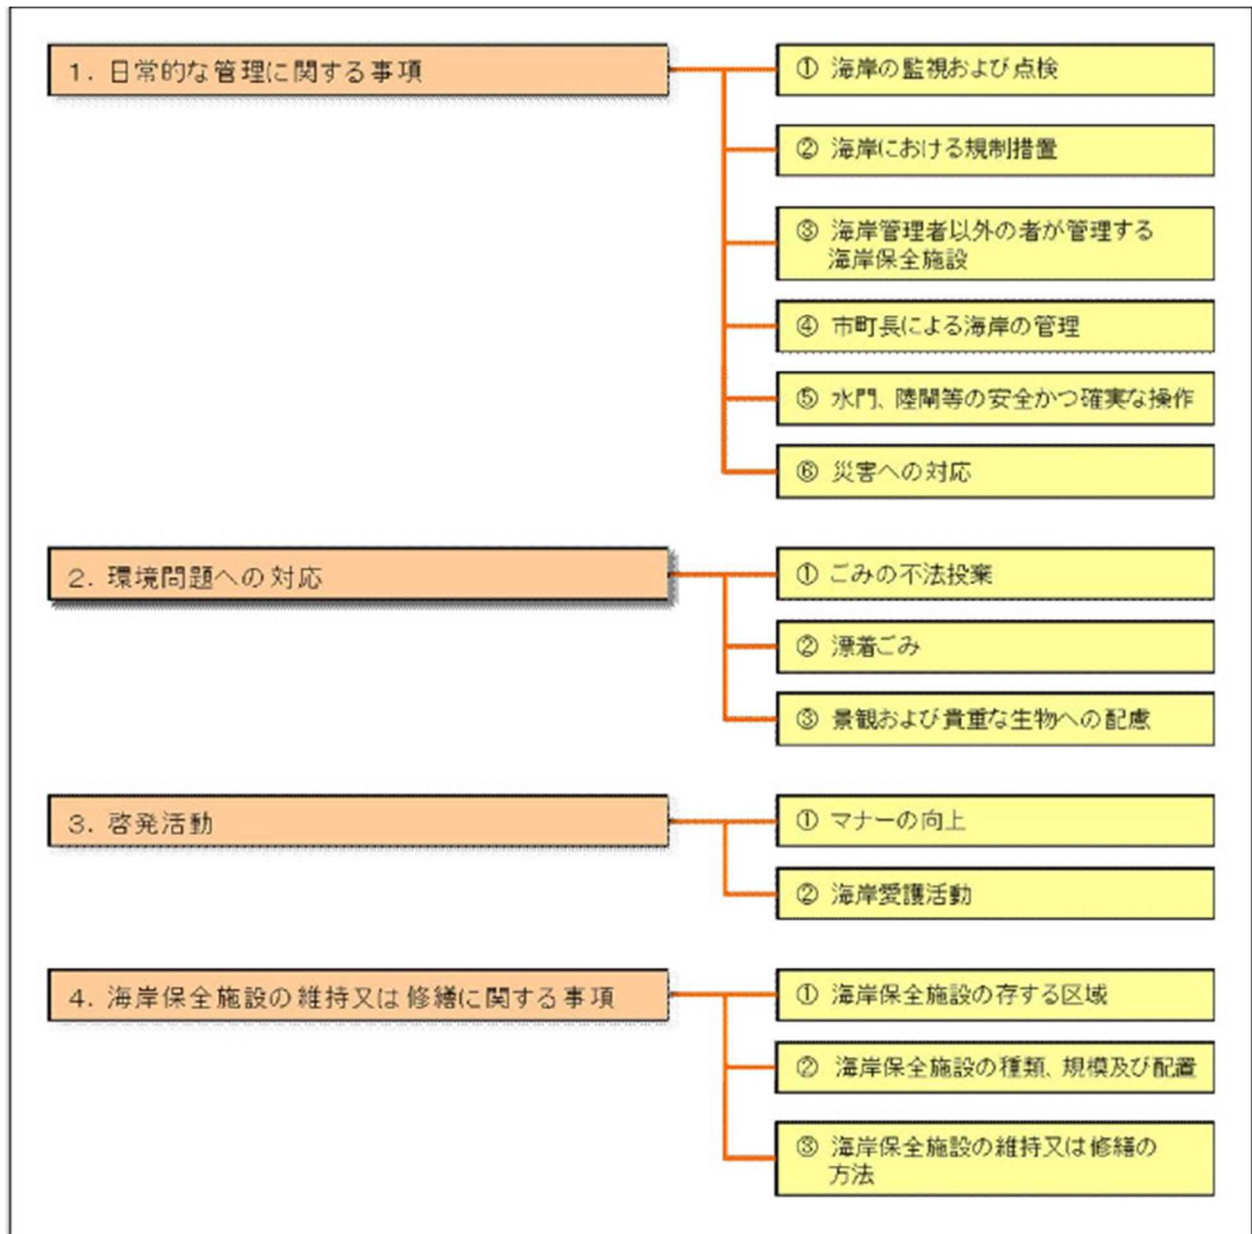 1. 日常的な管理に関する事項
① 海岸の監視および点検
② 海岸における規制措置
③ 海岸管理者以外の者が管理する
海岸保全施設
④ 市町長による海岸の管理
⑤ 水門、陸閘等の安全かつ確実な操作
⑥ 災害への対応
2. 環境問題への対応
① ごみの不法投棄
② 漂着ごみ
③ 景観および貴重な生物への配慮
3. 啓発活動
① マナーの向上
② 海岸愛護活動
4. 海岸保全施設の維持又は修繕に関する事項
① 海岸保全施設の存する区域
② 海岸保全施設の種類、規模及び配置
③ 海岸保全施設の維持又は修繕の
方法